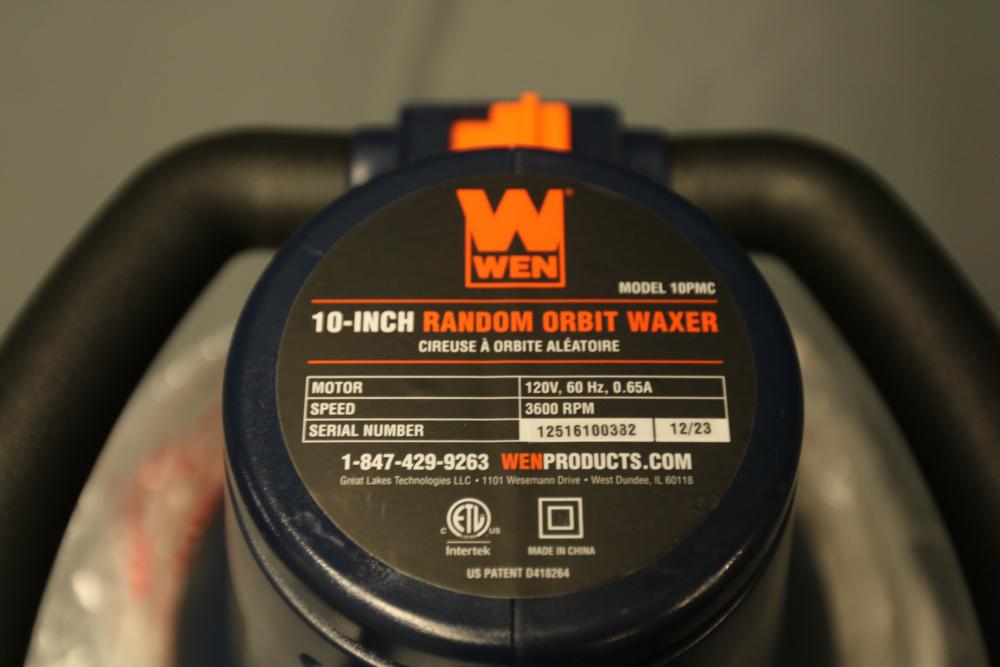 W
WEN
MODEL 10PMC
10-INCH RANDOM ORBIT WAXER
CIREUSE À ORBITE ALÉATOIRE
MOTOR 120V, 60 Hz, 0.65A
SPEED 3600 RPM
SERIAL NUMBER 12516100382 12/23
1-847-429-9263 WENPRODUCTS.COM
Great Lakes Technologies LLC • 1101 Wesemann Drive • West Dundee, IL 60118
C ETL US
Intertek MADE IN CHINA
US PATENT D418264